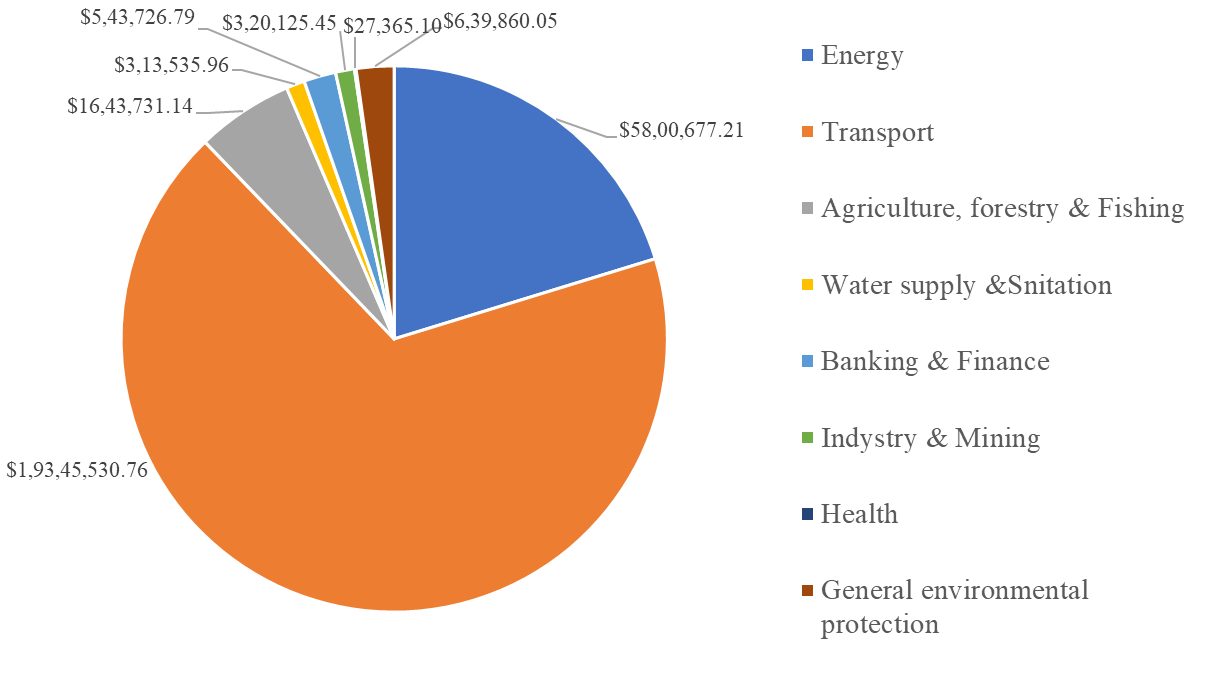 $5,43,726.79
$3,20,125.45
$27,365.10
$6,39,860.05
$3,13,535.96
$16,43,731.14
$58,00,677.21
$1,93,45,530.76
Energy
Transport
Agriculture, forestry & Fishing
Water supply &Snitation
Banking & Finance
Indystry & Mining
Health
General environmental
protection